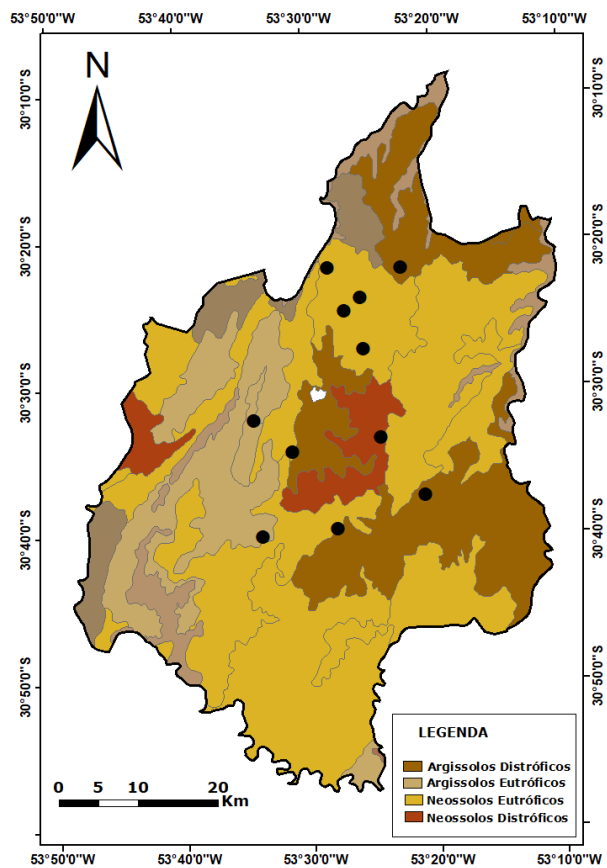 53°50'0"W 53°40'0"W 53°30'0"W 53°20'0"W 53°10'0"W
N
30°10'0"S 30°10'0"S
30°20'0"S 30°20'0"S
30°30'0"S 30°30'0"S
30°40'0"S 30°40'0"S
30°50'0"S 30°50'0"S
LEGENDA
Argissolos Distróficos
Argissolos Eutróficos
Neossolos Eutróficos
Neossolos Distróficos
0 5 10 20
Km
53°50'0"W 53°40'0"W 53°30'0"W 53°20'0"W 53°10'0"W